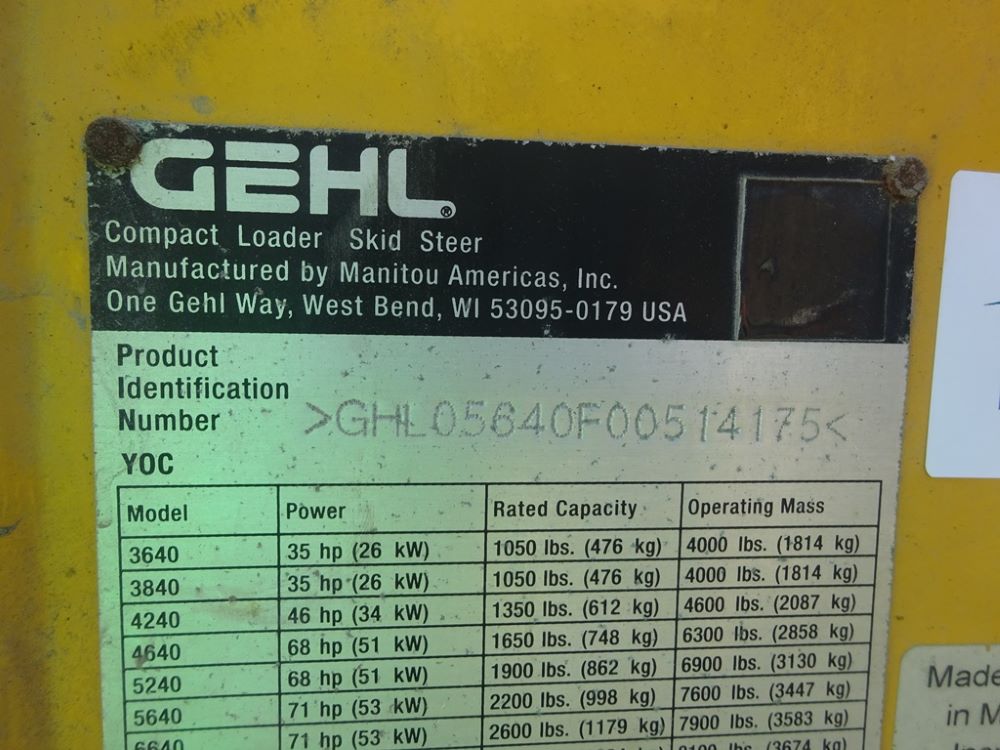 GEHL®
Compact Loader Skid Steer
Manufactured by Manitou Americas, Inc.
One Gehl Way, West Bend, WI 53095-0179 USA
Product
Identification
Number >GHL05640F00514175<
YOC
Model Power Rated Capacity Operating Mass
3640 35 hp (26 kW) 1050 lbs. (476 kg) 4000 lbs. (1814 kg)
3840 35 hp (26 kW) 1050 lbs. (476 kg) 4000 lbs. (1814 kg)
4240 46 hp (34 kW) 1350 lbs. (612 kg) 4600 lbs. (2087 kg)
4640 68 hp (51 kW) 1650 lbs. (748 kg) 6300 lbs. (2858 kg)
5240 68 hp (51 kW) 1900 lbs. (862 kg) 6900 lbs. (3130 kg)
5640 71 hp (53 kW) 2200 lbs. (998 kg) 7600 lbs. (3447 kg)
6640 71 hp (53 kW) 2600 lbs. (1179 kg) 7900 lbs. (3583 kg)
lbs. (3674 kg)
Made
in M